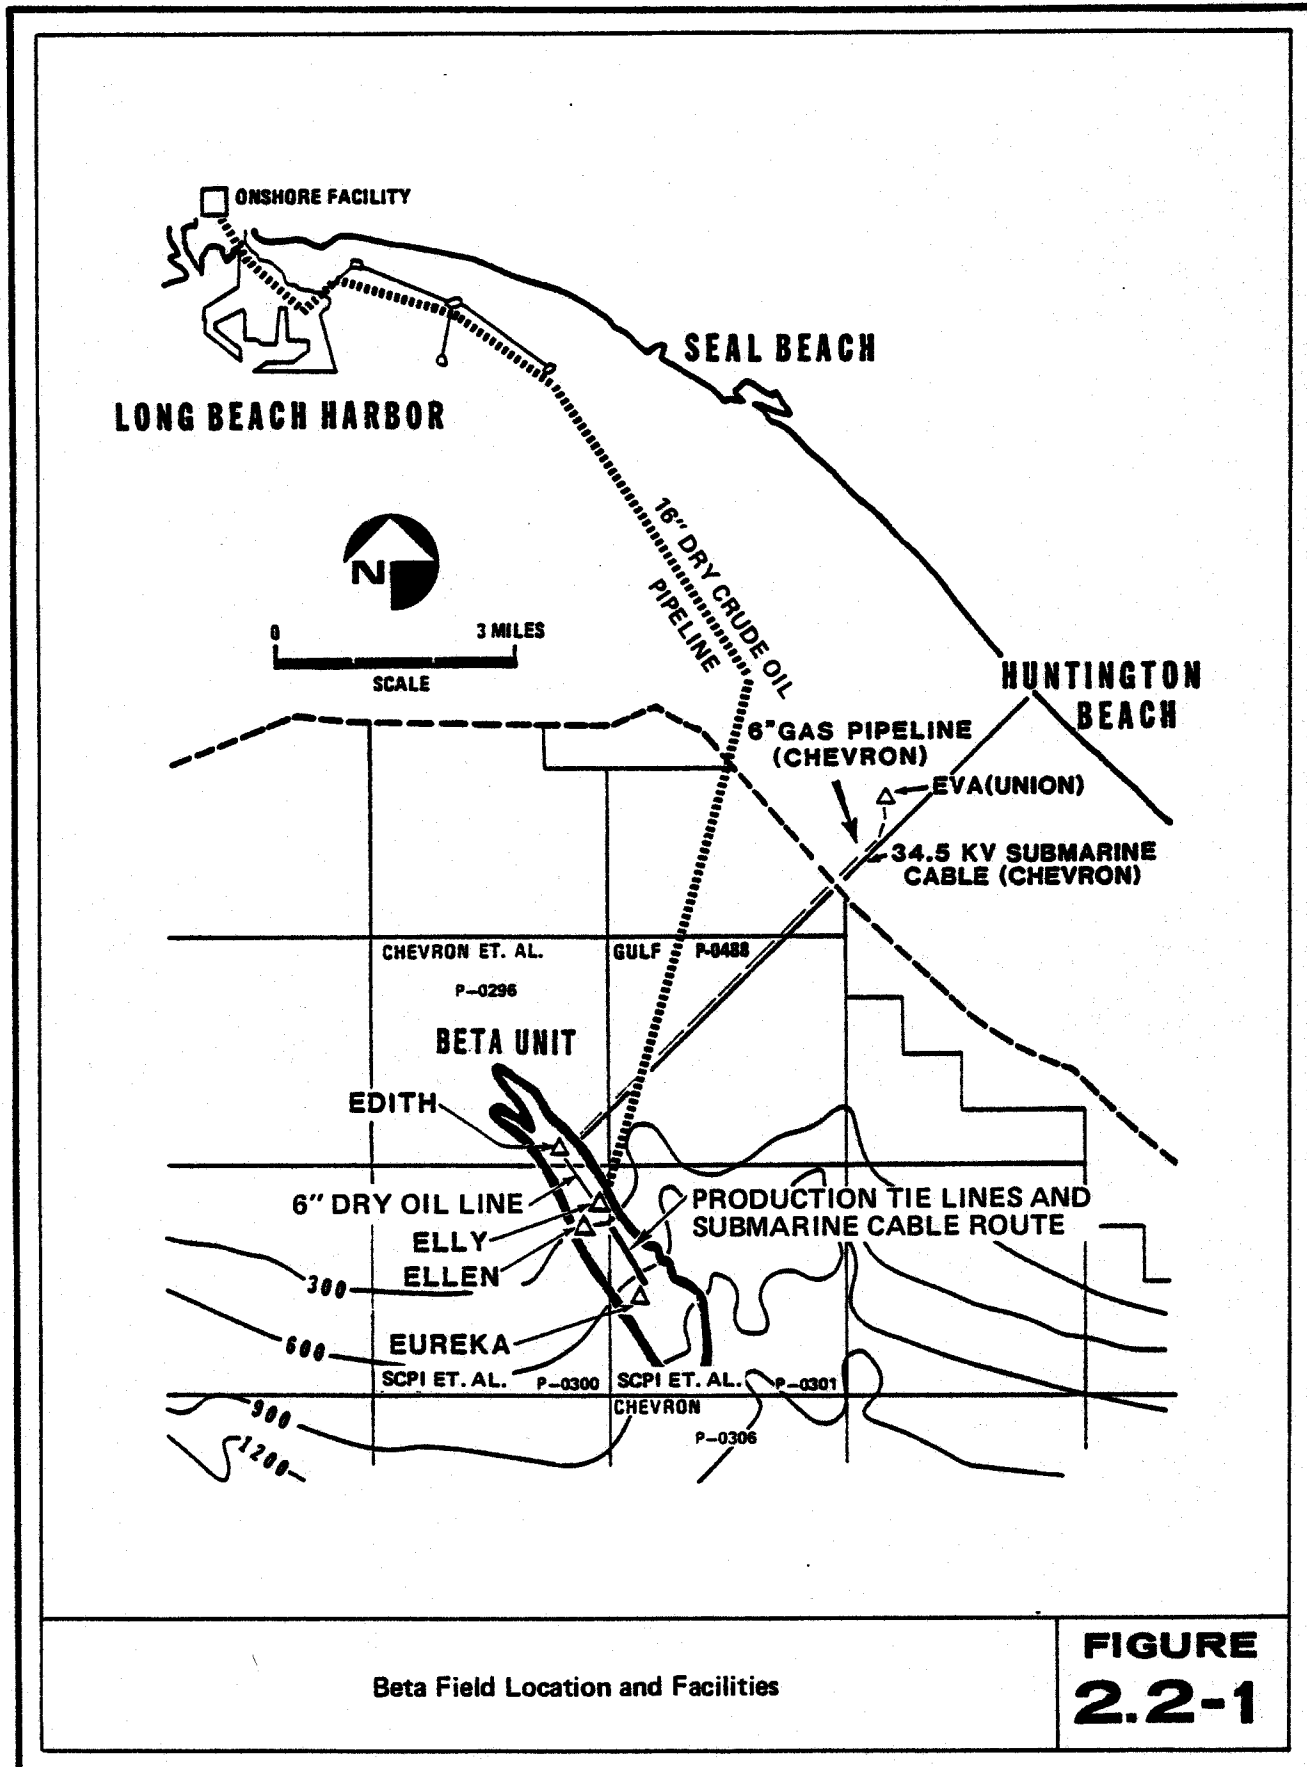 ONSHORE FACILITY
SEAL BEACH
LONG BEACH HARBOR
16" DRY CRUDE OIL
PIPELINE
N
0 3 MILES
SCALE
HUNTINGTON
BEACH
6" GAS PIPELINE
(CHEVRON)
EVA(UNION)
34.5 KV SUBMARINE
CABLE (CHEVRON)
CHEVRON ET. AL.
GULF P-0488
P-0296
BETA UNIT
EDITH
6" DRY OIL LINE
PRODUCTION TIE LINES AND
SUBMARINE CABLE ROUTE
ELLY
ELLEN
300
EUREKA
600
SCPI ET. AL. P-0300
SCPI ET. AL. P-0301
CHEVRON
900
P-0306
1200
Beta Field Location and Facilities
FIGURE
2.2-1